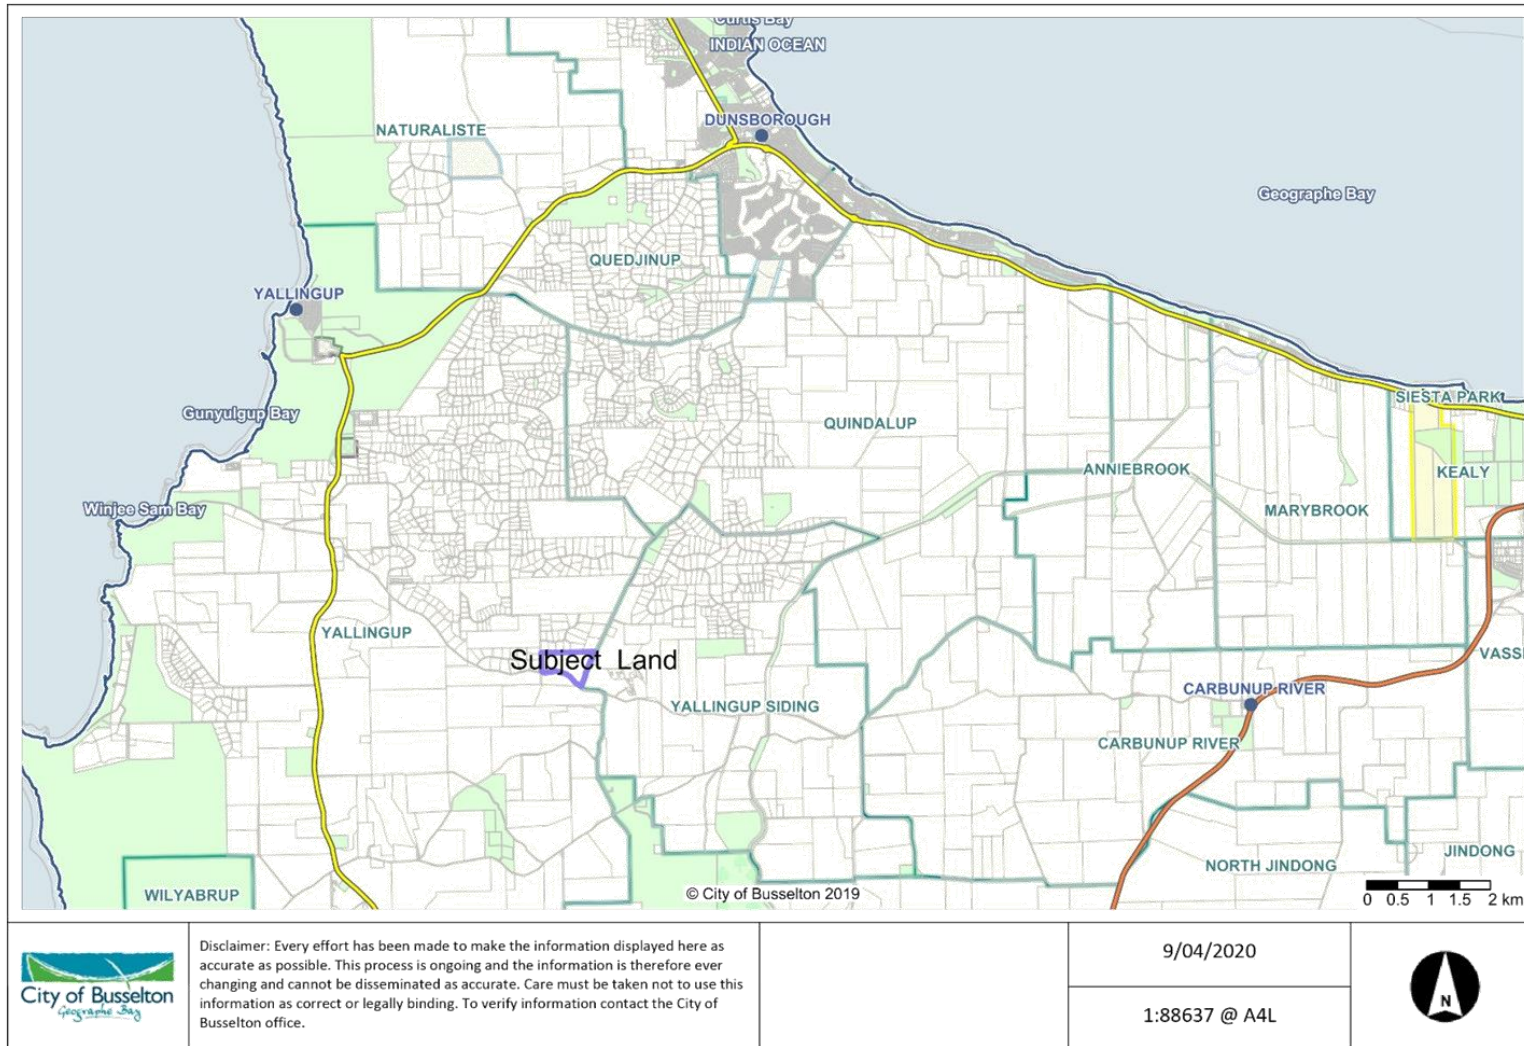 Curtis Bay
INDIAN OCEAN
DUNSBOROUGH
NATURALISTE
Geographe Bay
QUEDJINUP
YALLINGUP
SIESTA PARK
Gunyulgup Bay
QUINDALUP
ANNIEBROOK
KEALY
Winjee Sam Bay
MARYBROOK
YALLINGUP
Subject Land
VASSE
CARBUNUP RIVER
YALLINGUP SIDING
CARBUNUP RIVER
JINDONG
NORTH JINDONG
WILYABRUP
© City of Busselton 2019
0 0.5 1 1.5 2 km
City of Busselton
Geographe Bay
Disclaimer: Every effort has been made to make the information displayed here as
accurate as possible. This process is ongoing and the information is therefore ever
changing and cannot be disseminated as accurate. Care must be taken not to use this
information as correct or legally binding. To verify information contact the City of
Busselton office.
9/04/2020
1:88637 @ A4L
N